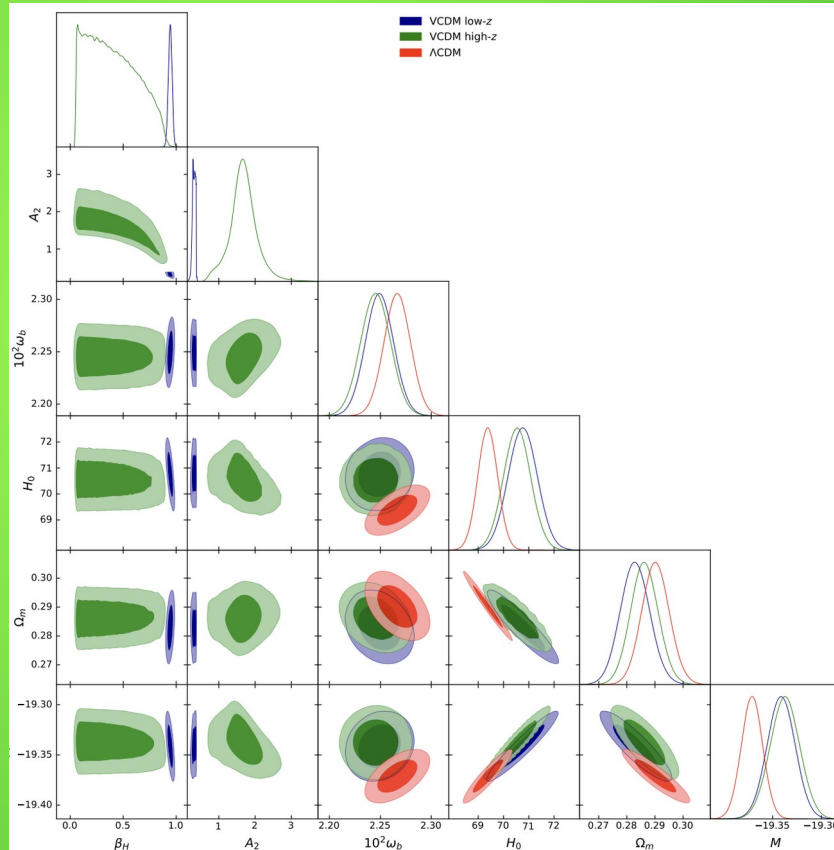 VCDM low-z
VCDM high-z
ΛCDM
3
2
1
A₂
2.30
2.25
2.20
10²ω_b
72
71
70
69
H₀
0.30
0.29
0.28
0.27
Ω_m
−19.30
−19.35
−19.40
0.0 0.5 1.0 1 2 3 2.20 2.25 2.30 69 70 71 72 0.27 0.28 0.29 0.30 −19.35 −19.30
β_H A₂ 10²ω_b H₀ Ω_m M